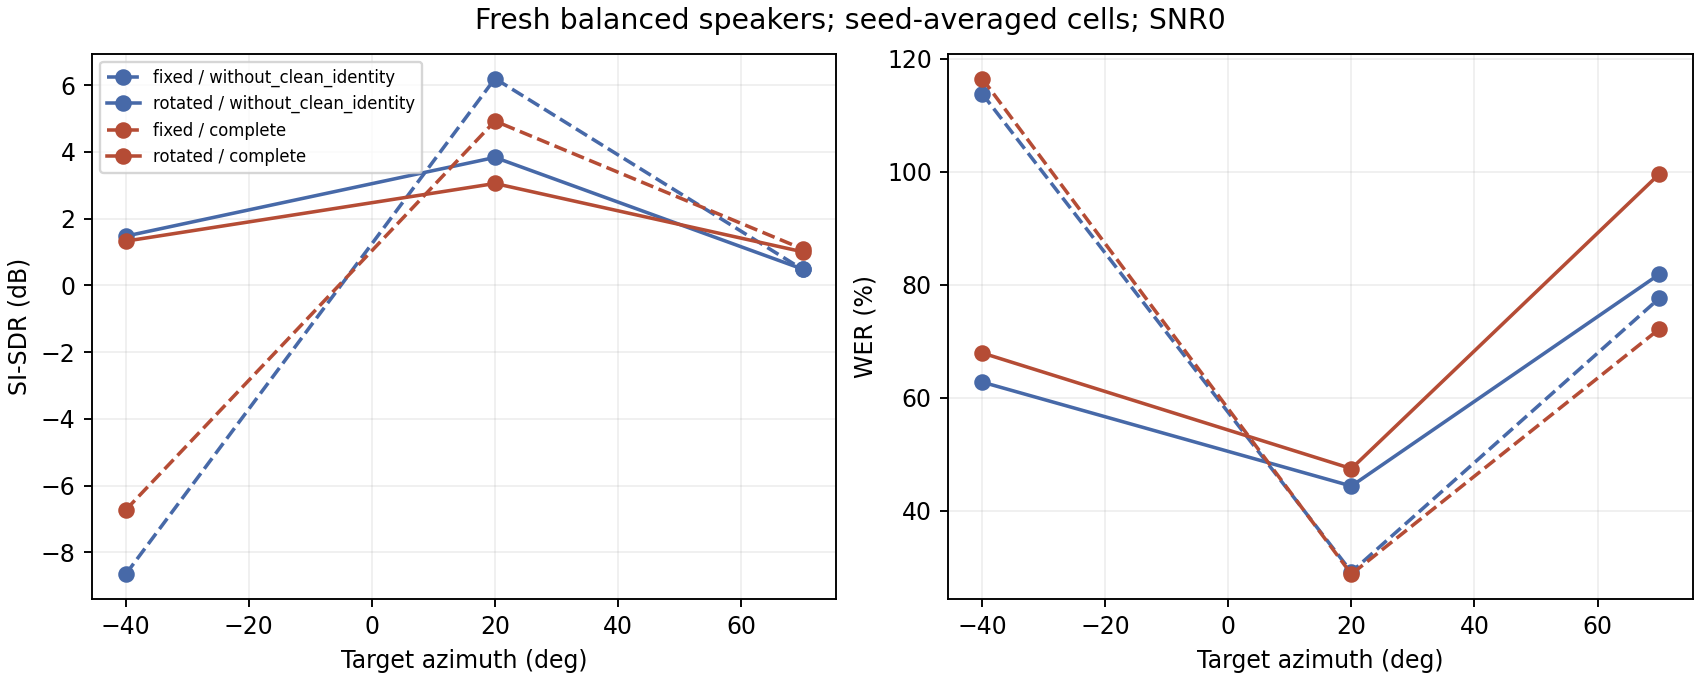 Fresh balanced speakers; seed-averaged cells; SNR0
fixed / without_clean_identity
rotated / without_clean_identity
fixed / complete
rotated / complete
6
4
2
0
−2
−4
−6
−8
SI-SDR (dB)
−40
−20
0
20
40
60
Target azimuth (deg)
120
100
80
60
40
WER (%)
−40
−20
0
20
40
60
Target azimuth (deg)